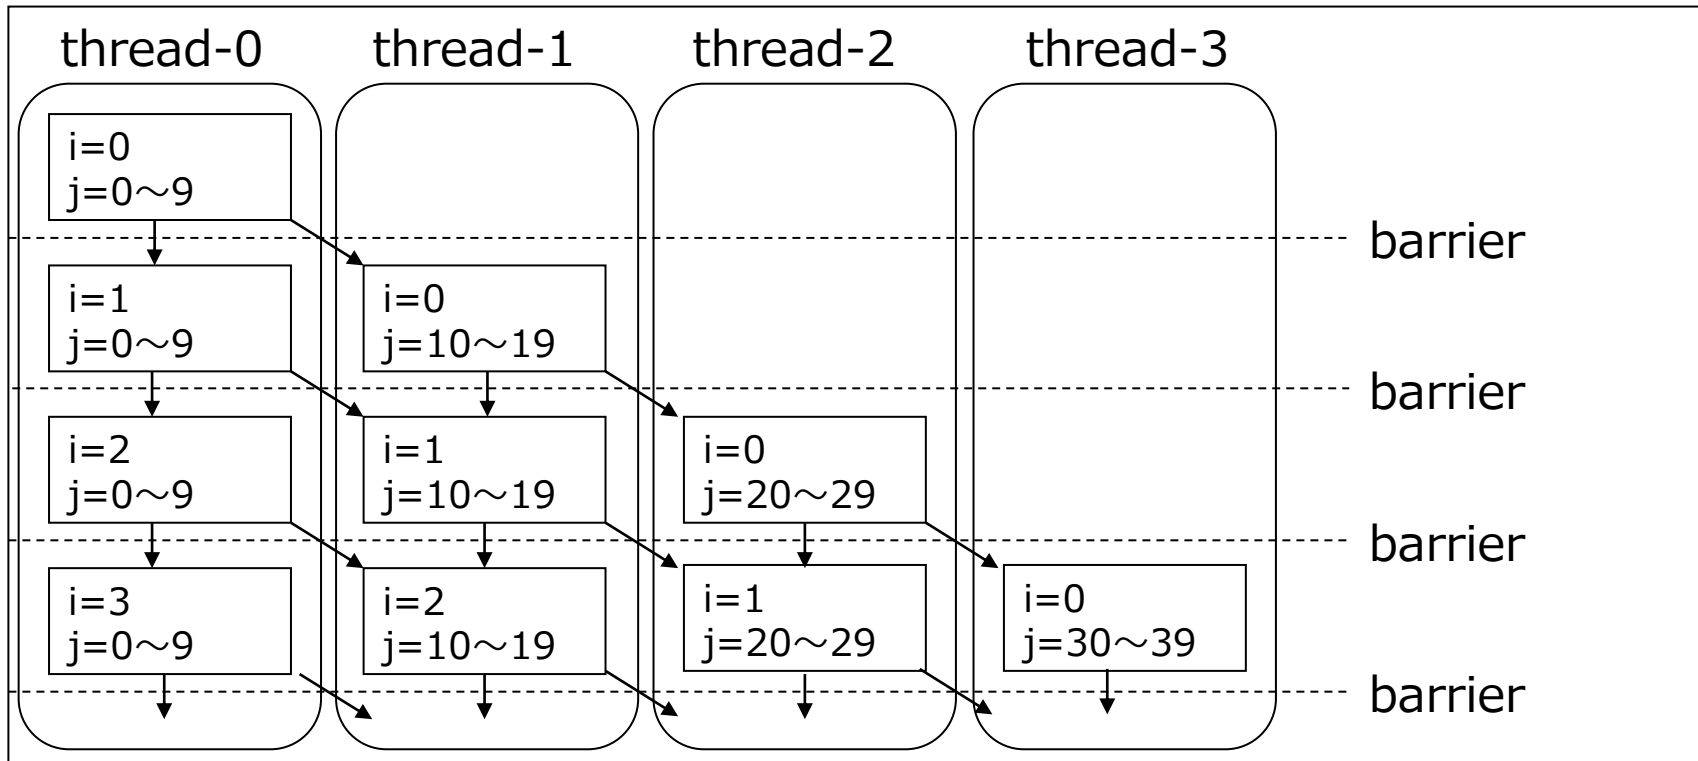 thread-0
thread-1
thread-2
thread-3
i=0
j=0～9
barrier
i=1
j=0～9
i=0
j=10～19
barrier
i=2
j=0～9
i=1
j=10～19
i=0
j=20～29
barrier
i=3
j=0～9
i=2
j=10～19
i=1
j=20～29
i=0
j=30～39
barrier